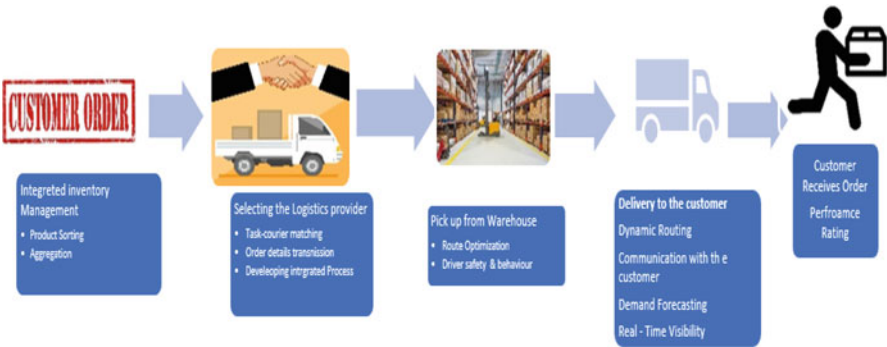 CUSTOMER ORDER
Integreted inventory
Management
• Product Sorting
• Aggregation
Selecting the Logistics provider
• Task-courier matching
• Order details transmission
• Develeoping intrgrated Process
Pick up from Warehouse
• Route Optimization
• Driver safety & behaviour
Delivery to the customer
Dynamic Routing
Communication with th e
customer
Demand Forecasting
Real - Time Visibility
Customer
Receives Order
Perfroamce
Rating